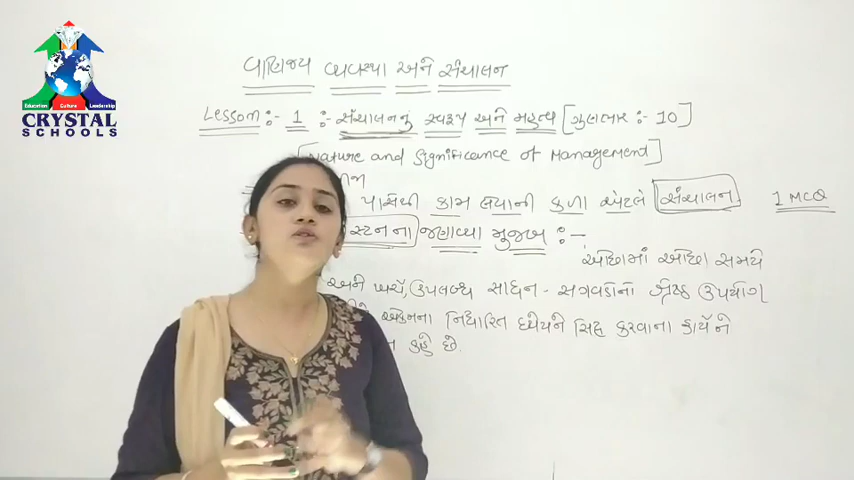 Education Culture Leadership
CRYSTAL
SCHOOLS
વાણિજ્ય વ્યવસ્થા અને સંચાલન
Lesson :- 1 :- સંચાલનનું સ્વરૂપ અને મહત્ત્વ [ગુણભાર :- 10]
[Nature and Significance of Management]
પાસેથી કામ લેવાની કળા એટલે સંચાલન 1 MCQ
સ્ટનના જણાવ્યા મુજબ :-
ઓછામાં ઓછા સમયે
અને ખર્ચે, ઉપલબ્ધ સાધન - સગવડોનો શ્રેષ્ઠ ઉપયોગ
એકમના નિર્ધારિત ધ્યેયને સિદ્ધ કરવાના કાર્યને
કહે છે.